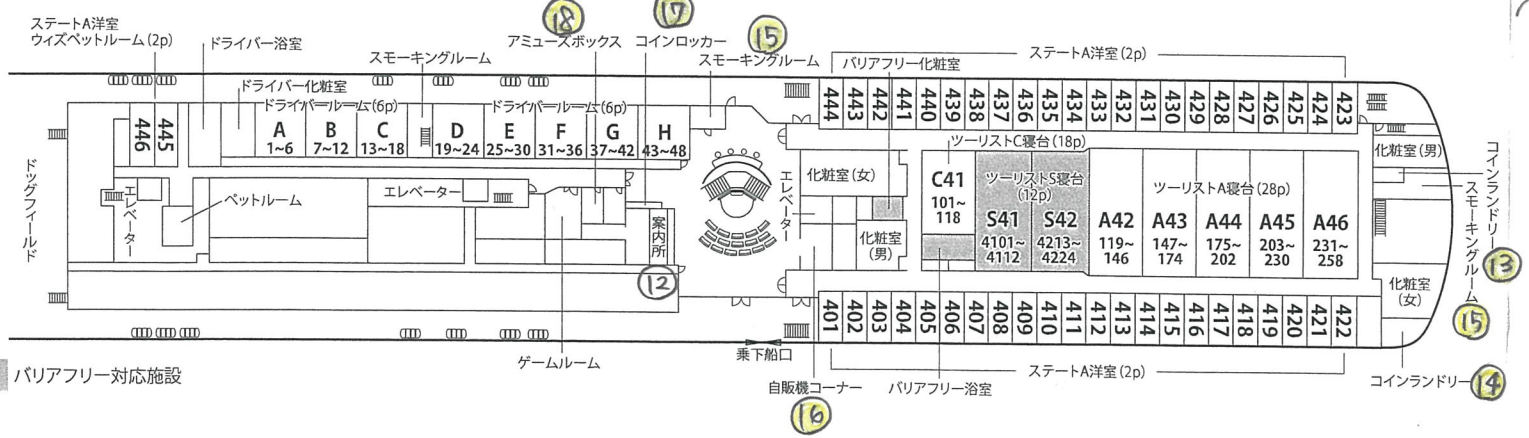 ステートA洋室
ウィズペットルーム(2p)
ドライバー浴室
ドライバー化粧室
スモーキングルーム
⑱
アミューズボックス
⑰
コインロッカー
⑮
スモーキングルーム
バリアフリー化粧室
ステートA洋室(2p)
ドライバールーム(6p)
ドライバールーム(6p)
446
445
A
1~6
B
7~12
C
13~18
D
19~24
E
25~30
F
31~36
G
37~42
H
43~48
444
443
442
441
440
439
438
437
436
435
434
433
432
431
430
429
428
427
426
425
424
423
ドッグフィールド
エレベーター
ペットルーム
エレベーター
案内所
⑫
エレベーター
化粧室(女)
化粧室
(男)
ツーリストC寝台(18p)
C41
101~
118
ツーリストS寝台
(12p)
S41
4101~
4112
S42
4213~
4224
ツーリストA寝台(28p)
A42
119~
146
A43
147~
174
A44
175~
202
A45
203~
230
A46
231~
258
化粧室(男)
コインランドリー
⑬
スモーキングルーム
⑮
化粧室
(女)
401
402
403
404
405
406
407
408
409
410
411
412
413
414
415
416
417
418
419
420
421
422
ゲームルーム
乗下船口
自販機コーナー
⑯
バリアフリー浴室
ステートA洋室(2p)
コインランドリー
⑭
バリアフリー対応施設